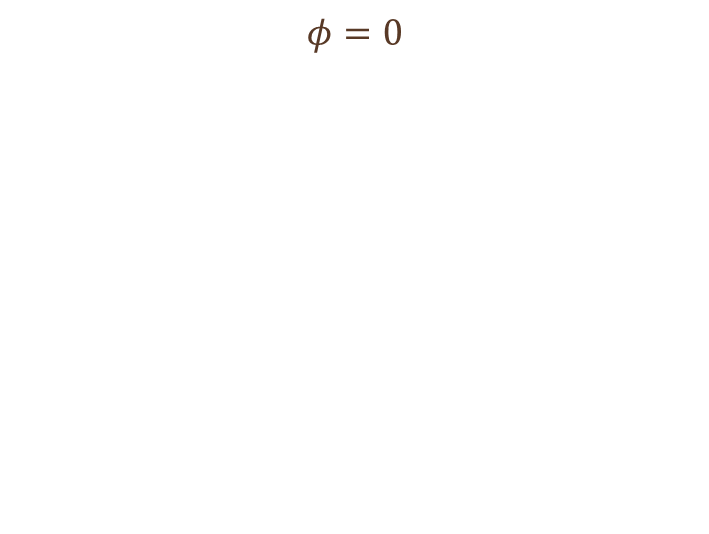 ϕ = 0